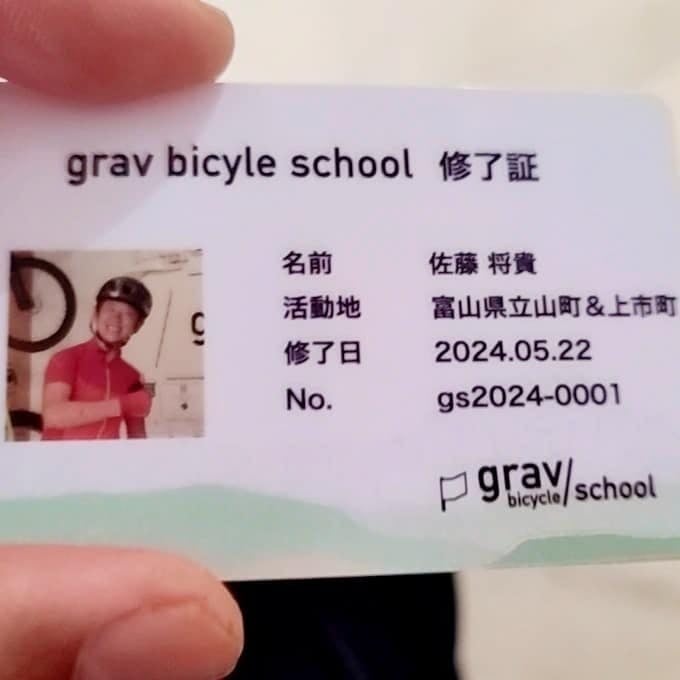 grav bicyle school 修了証
名前 佐藤 将貴
活動地 富山県立山町&上市町
修了日 2024.05.22
No. gs2024-0001
grav bicycle/school
g